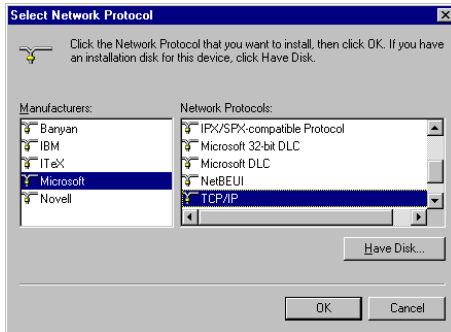 Select Network Protocol
Click the Network Protocol that you want to install, then click OK. If you have
an installation disk for this device, click Have Disk.
Manufacturers:
Banyan
IBM
ITeX
Microsoft
Novell
Network Protocols:
IPX/SPX-compatible Protocol
Microsoft 32-bit DLC
Microsoft DLC
NetBEUI
TCP/IP
Have Disk...
OK
Cancel